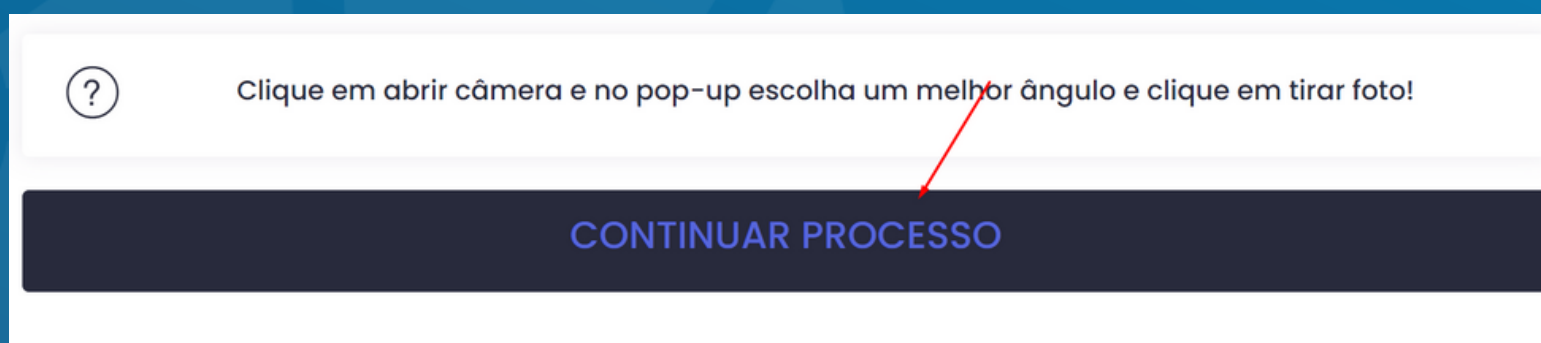 ?
Clique em abrir câmera e no pop-up escolha um melhor ângulo e clique em tirar foto!
CONTINUAR PROCESSO